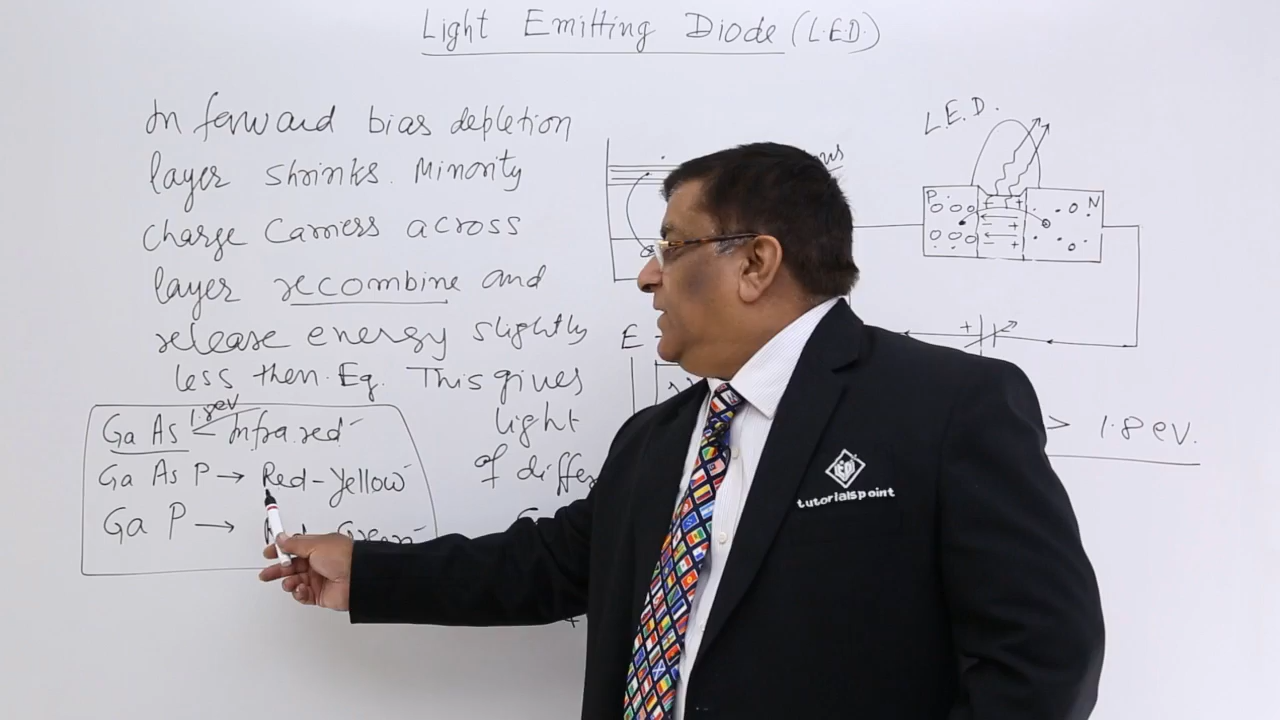 Light Emitting Diode (L.E.D.)
In forward bias depletion
layer shrinks. Minority
charge Carriers across
layer recombine and
release energy slightly
less then Eg. This gives
light
of
1.8ev
Ga As – Infra.red
Ga As P → Red-Yellow
Ga P →
L.E.D.
P
N
E
+
> 1.8 ev.
tutorialspoint